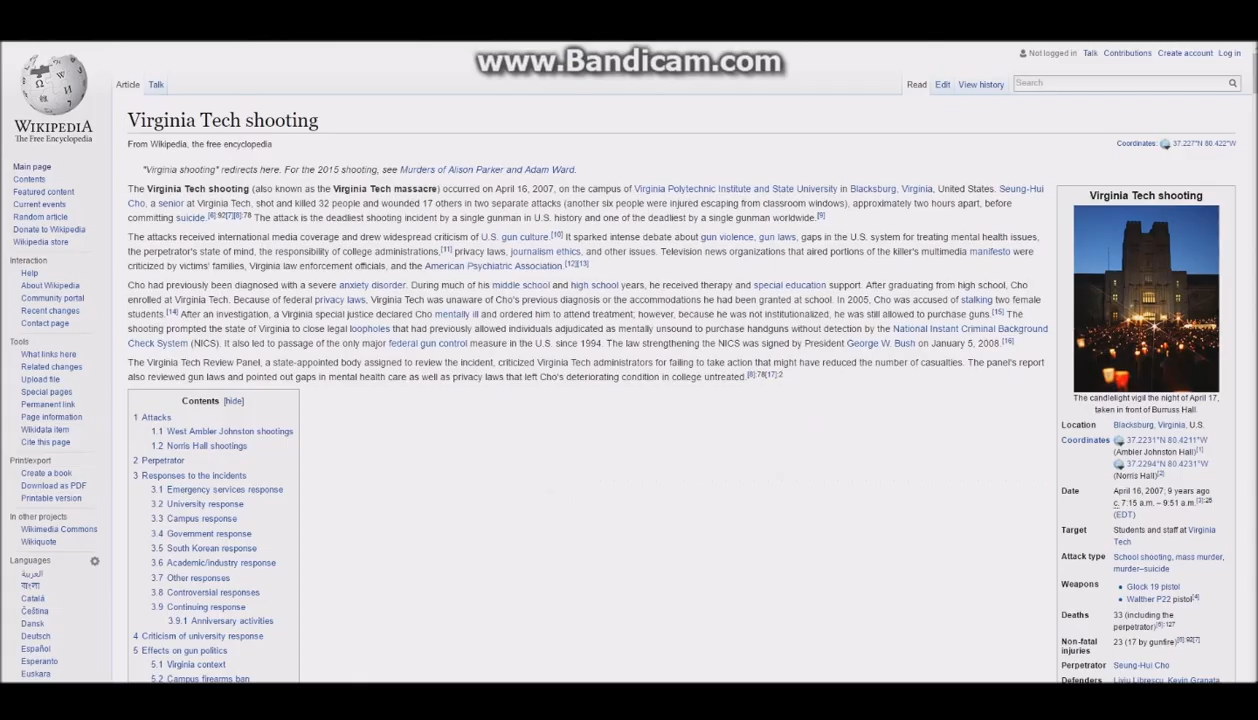 www.Bandicam.com
Not logged in Talk Contributions Create account Log in
WIKIPEDIA
The Free Encyclopedia
Article Talk
Read Edit View history Search
Virginia Tech shooting
From Wikipedia, the free encyclopedia
Coordinates: 37.227°N 80.422°W
"Virginia shooting" redirects here. For the 2015 shooting, see Murders of Alison Parker and Adam Ward.
The Virginia Tech shooting (also known as the Virginia Tech massacre) occurred on April 16, 2007, on the campus of Virginia Polytechnic Institute and State University in Blacksburg, Virginia, United States. Seung-Hui
Cho, a senior at Virginia Tech, shot and killed 32 people and wounded 17 others in two separate attacks (another six people were injured escaping from classroom windows), approximately two hours apart, before
committing suicide.[6]:92[7][8]:78 The attack is the deadliest shooting incident by a single gunman in U.S. history and one of the deadliest by a single gunman worldwide.[9]
The attacks received international media coverage and drew widespread criticism of U.S. gun culture.[10] It sparked intense debate about gun violence, gun laws, gaps in the U.S. system for treating mental health issues,
the perpetrator's state of mind, the responsibility of college administrations,[11] privacy laws, journalism ethics, and other issues. Television news organizations that aired portions of the killer's multimedia manifesto were
criticized by victims' families, Virginia law enforcement officials, and the American Psychiatric Association.[12][13]
Cho had previously been diagnosed with a severe anxiety disorder. During much of his middle school and high school years, he received therapy and special education support. After graduating from high school, Cho
enrolled at Virginia Tech. Because of federal privacy laws, Virginia Tech was unaware of Cho's previous diagnosis or the accommodations he had been granted at school. In 2005, Cho was accused of stalking two female
students.[14] After an investigation, a Virginia special justice declared Cho mentally ill and ordered him to attend treatment; however, because he was not institutionalized, he was still allowed to purchase guns.[15] The
shooting prompted the state of Virginia to close legal loopholes that had previously allowed individuals adjudicated as mentally unsound to purchase handguns without detection by the National Instant Criminal Background
Check System (NICS). It also led to passage of the only major federal gun control measure in the U.S. since 1994. The law strengthening the NICS was signed by President George W. Bush on January 5, 2008.[16]
The Virginia Tech Review Panel, a state-appointed body assigned to review the incident, criticized Virginia Tech administrators for failing to take action that might have reduced the number of casualties. The panel's report
also reviewed gun laws and pointed out gaps in mental health care as well as privacy laws that left Cho's deteriorating condition in college untreated.[8]:78[17]:2
Main page
Contents
Featured content
Current events
Random article
Donate to Wikipedia
Wikipedia store
Interaction
Help
About Wikipedia
Community portal
Recent changes
Contact page
Tools
What links here
Related changes
Upload file
Special pages
Permanent link
Page information
Wikidata item
Cite this page
Print/export
Create a book
Download as PDF
Printable version
In other projects
Wikimedia Commons
Wikiquote
Languages
العربية
বাংলা
Català
Čeština
Dansk
Deutsch
Español
Esperanto
Euskara
Contents [hide]
1 Attacks
1.1 West Ambler Johnston shootings
1.2 Norris Hall shootings
2 Perpetrator
3 Responses to the incidents
3.1 Emergency services response
3.2 University response
3.3 Campus response
3.4 Government response
3.5 South Korean response
3.6 Academic/industry response
3.7 Other responses
3.8 Controversial responses
3.9 Continuing response
3.9.1 Anniversary activities
4 Criticism of university response
5 Effects on gun politics
5.1 Virginia context
5.2 Campus firearms ban
Virginia Tech shooting
The candlelight vigil the night of April 17,
taken in front of Burruss Hall.
Location Blacksburg, Virginia, U.S.
Coordinates 37.2231°N 80.4211°W
(Ambler Johnston Hall)[1]
37.2294°N 80.4231°W
(Norris Hall)[2]
Date April 16, 2007; 9 years ago
c. 7:15 a.m. – 9:51 a.m.[3]:25
(EDT)
Target Students and staff at Virginia
Tech
Attack type School shooting, mass murder,
murder–suicide
Weapons Glock 19 pistol
Walther P22 pistol[4]
Deaths 33 (including the
perpetrator)[5]:127
Non-fatal 23 (17 by gunfire)[6]:92[7]
injuries
Perpetrator Seung-Hui Cho
Defenders Liviu Librescu, Kevin Granata